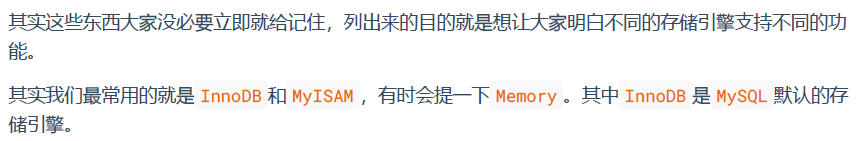 其实这些东西大家没必要立即就给记住，列出来的目的就是想让大家明白不同的存储引擎支持不同的功
能。
其实我们最常用的就是 InnoDB 和 MyISAM ，有时会提一下 Memory 。其中 InnoDB 是 MySQL 默认的存
储引擎。